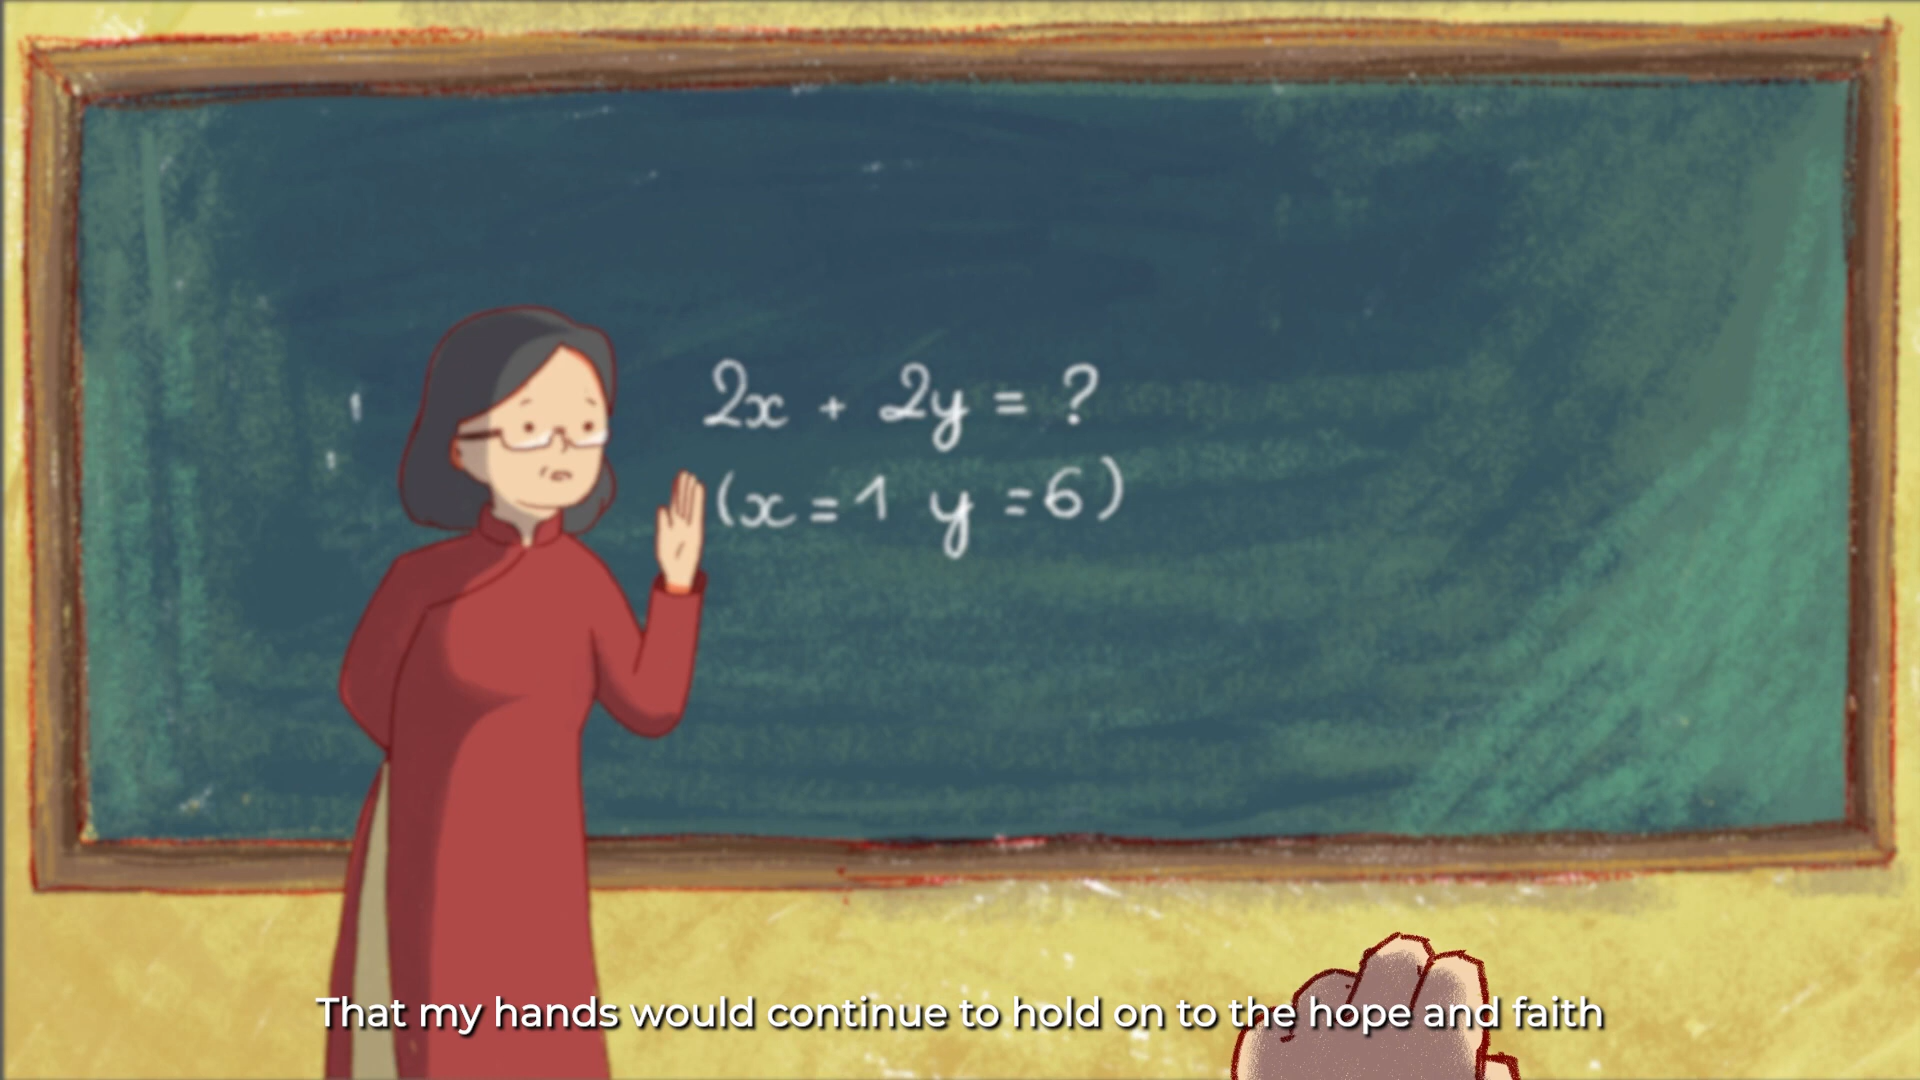 2x + 2y = ?
(x = 1 y = 6)
That my hands would continue to hold on to the hope and faith